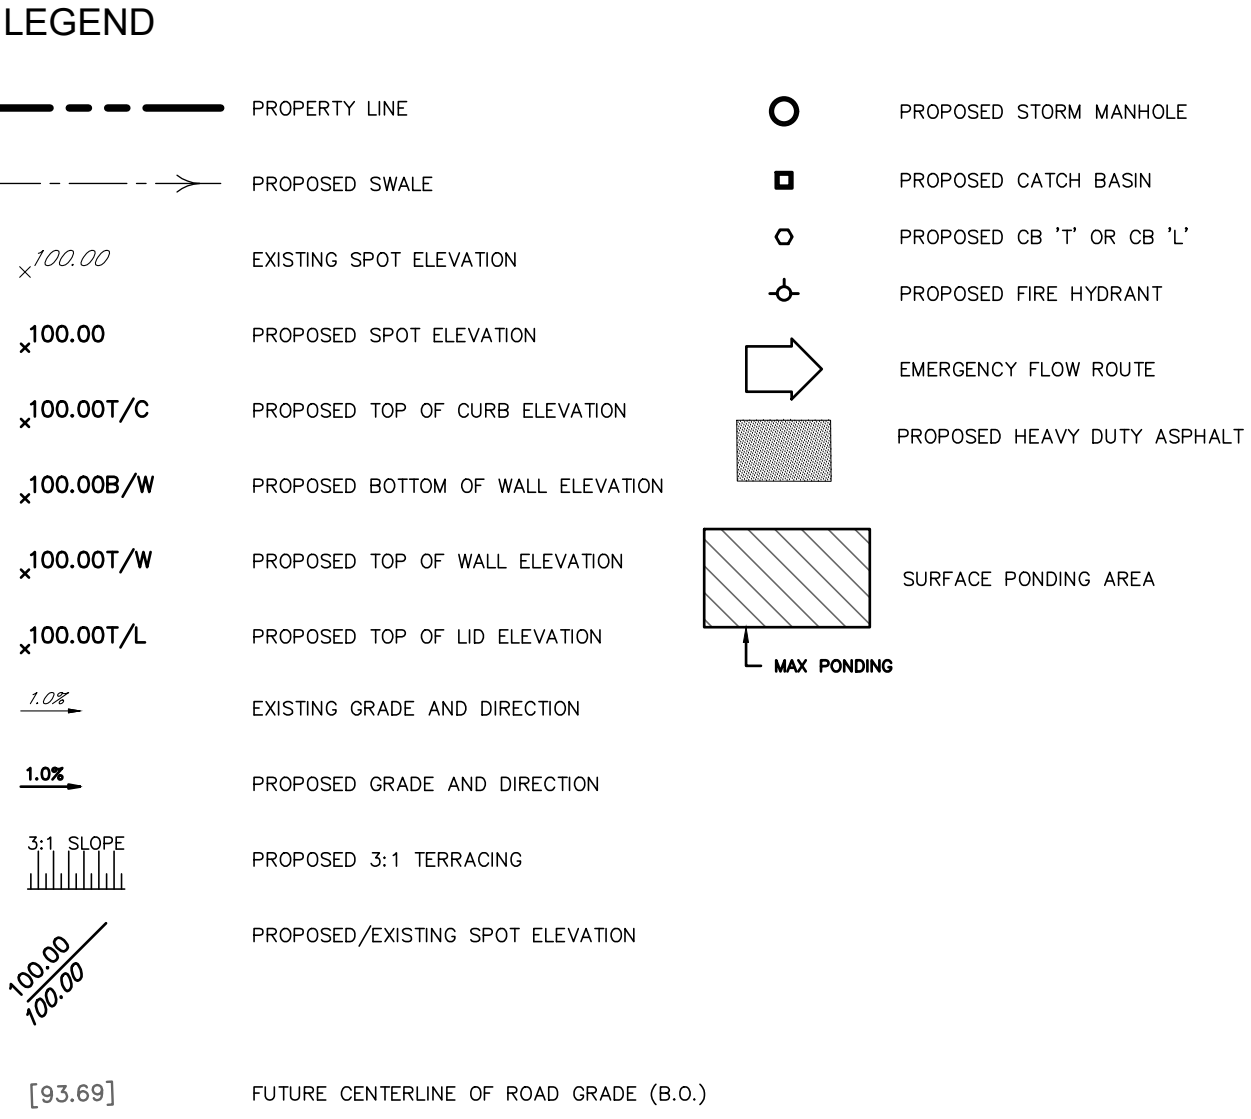 LEGEND
PROPERTY LINE
PROPOSED SWALE
100.00 EXISTING SPOT ELEVATION
100.00 PROPOSED SPOT ELEVATION
100.00T/C PROPOSED TOP OF CURB ELEVATION
100.00B/W PROPOSED BOTTOM OF WALL ELEVATION
100.00T/W PROPOSED TOP OF WALL ELEVATION
100.00T/L PROPOSED TOP OF LID ELEVATION
1.0% EXISTING GRADE AND DIRECTION
1.0% PROPOSED GRADE AND DIRECTION
3:1 SLOPE PROPOSED 3:1 TERRACING
100.00
100.00
PROPOSED/EXISTING SPOT ELEVATION
[93.69] FUTURE CENTERLINE OF ROAD GRADE (B.O.)
PROPOSED STORM MANHOLE
PROPOSED CATCH BASIN
PROPOSED CB 'T' OR CB 'L'
PROPOSED FIRE HYDRANT
EMERGENCY FLOW ROUTE
PROPOSED HEAVY DUTY ASPHALT
SURFACE PONDING AREA
MAX PONDING